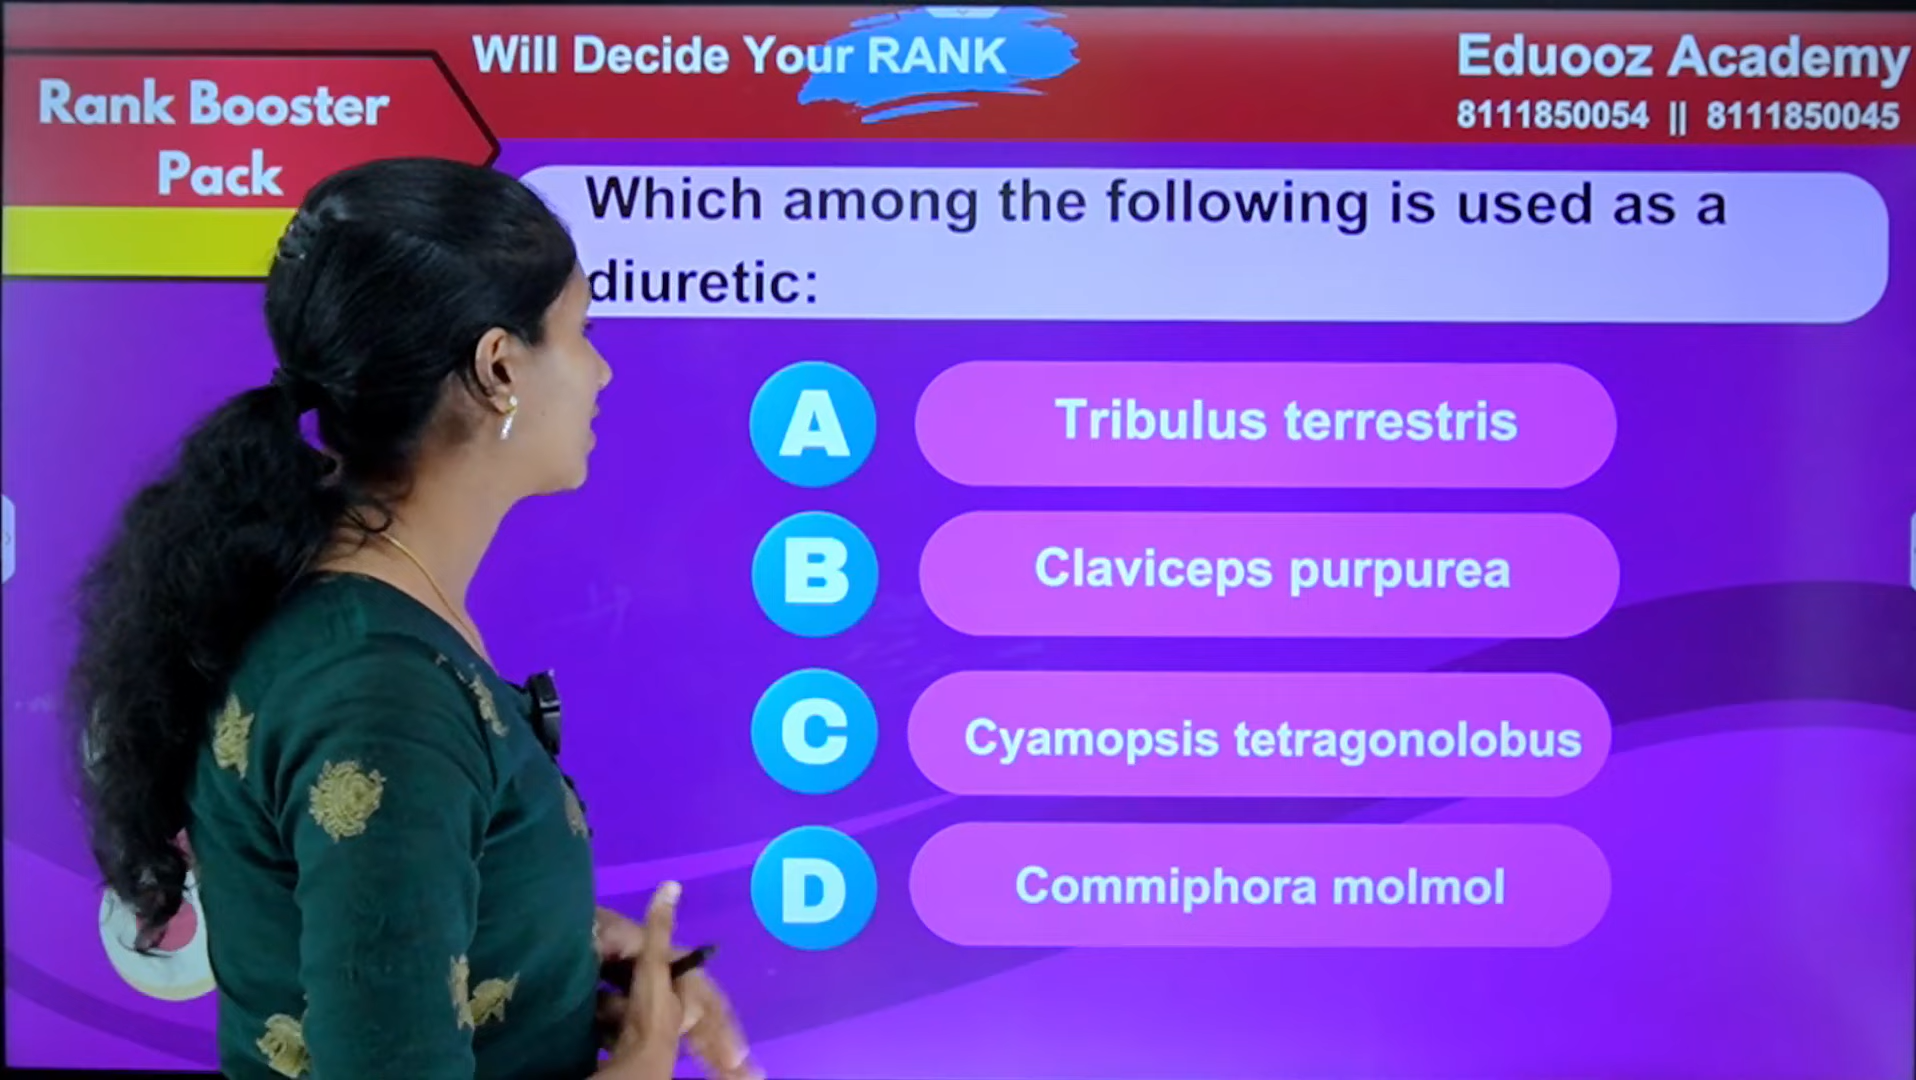 Will Decide Your RANK
Eduooz Academy
8111850054 || 8111850045
Rank Booster
Pack
Which among the following is used as a
diuretic:
A Tribulus terrestris
B Claviceps purpurea
C Cyamopsis tetragonolobus
D Commiphora molmol